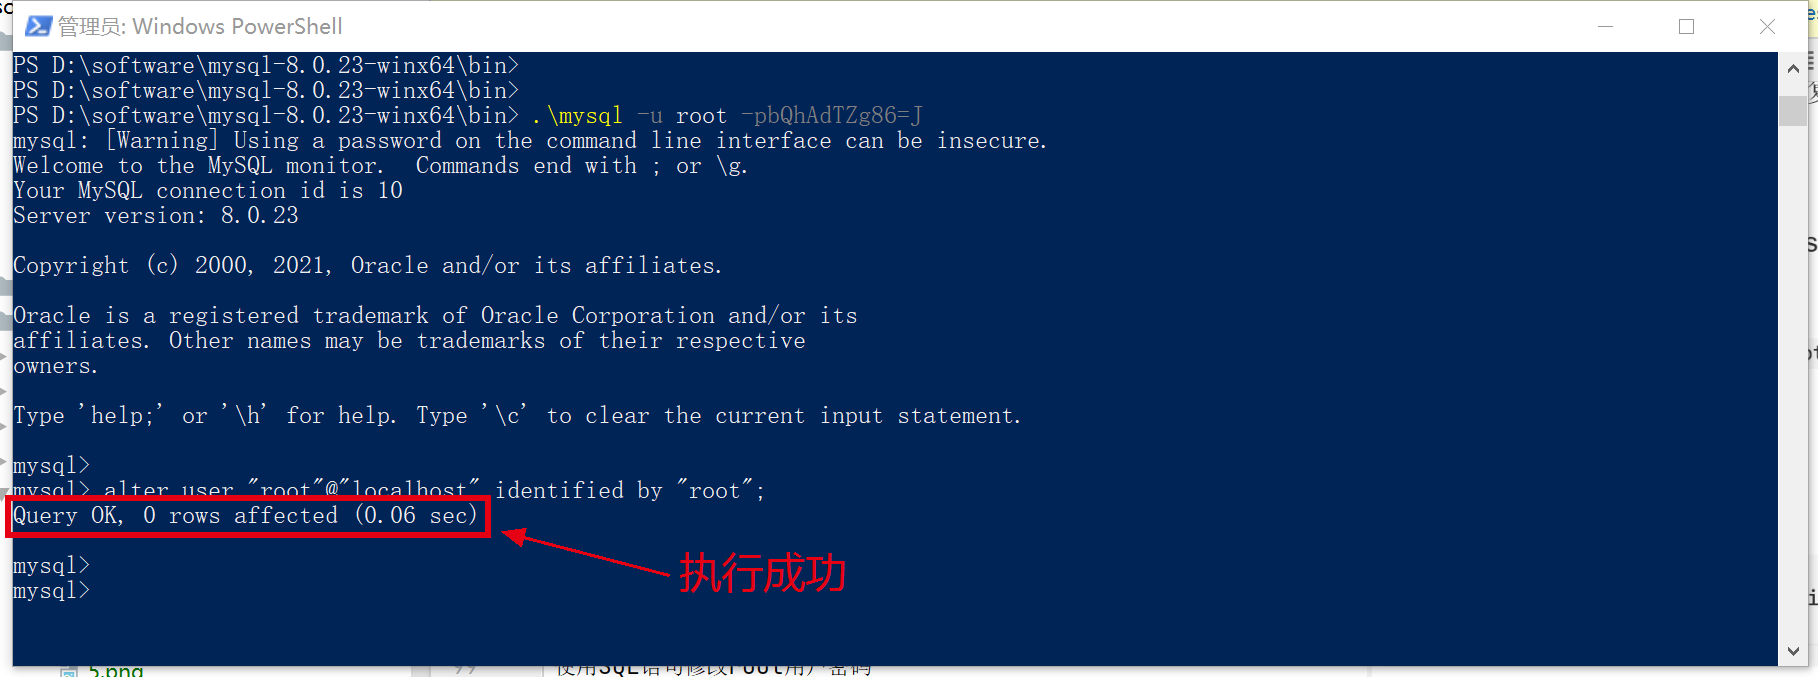 管理员: Windows PowerShell
PS D:\software\mysql-8.0.23-winx64\bin>
PS D:\software\mysql-8.0.23-winx64\bin>
PS D:\software\mysql-8.0.23-winx64\bin> .\mysql -u root -pbQhAdTZg86=J
mysql: [Warning] Using a password on the command line interface can be insecure.
Welcome to the MySQL monitor.  Commands end with ; or \g.
Your MySQL connection id is 10
Server version: 8.0.23
Copyright (c) 2000, 2021, Oracle and/or its affiliates.
Oracle is a registered trademark of Oracle Corporation and/or its
affiliates. Other names may be trademarks of their respective
owners.
Type 'help;' or '\h' for help. Type '\c' to clear the current input statement.
mysql>
mysql> alter user "root"@"localhost" identified by "root";
Query OK, 0 rows affected (0.06 sec)
执行成功
mysql>
mysql>
5.png
99
使用SQL语句修改root用户密码